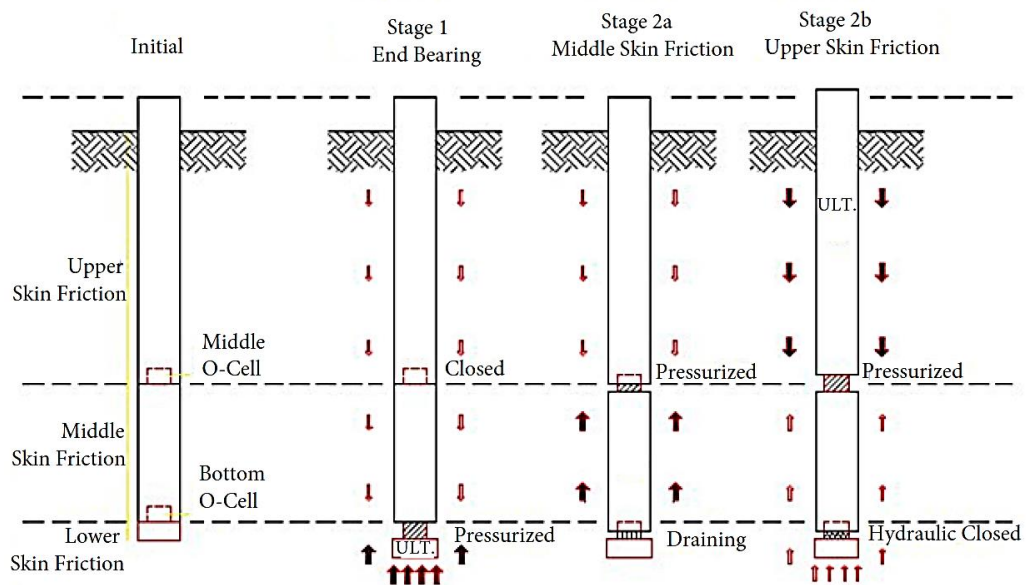 Initial
Stage 1
End Bearing
Stage 2a
Middle Skin Friction
Stage 2b
Upper Skin Friction
ULT.
Upper
Skin Friction
Middle
O-Cell
Closed
Pressurized
Pressurized
Middle
Skin Friction
Bottom
O-Cell
Lower
Skin Friction
ULT.
Pressurized
Draining
Hydraulic Closed